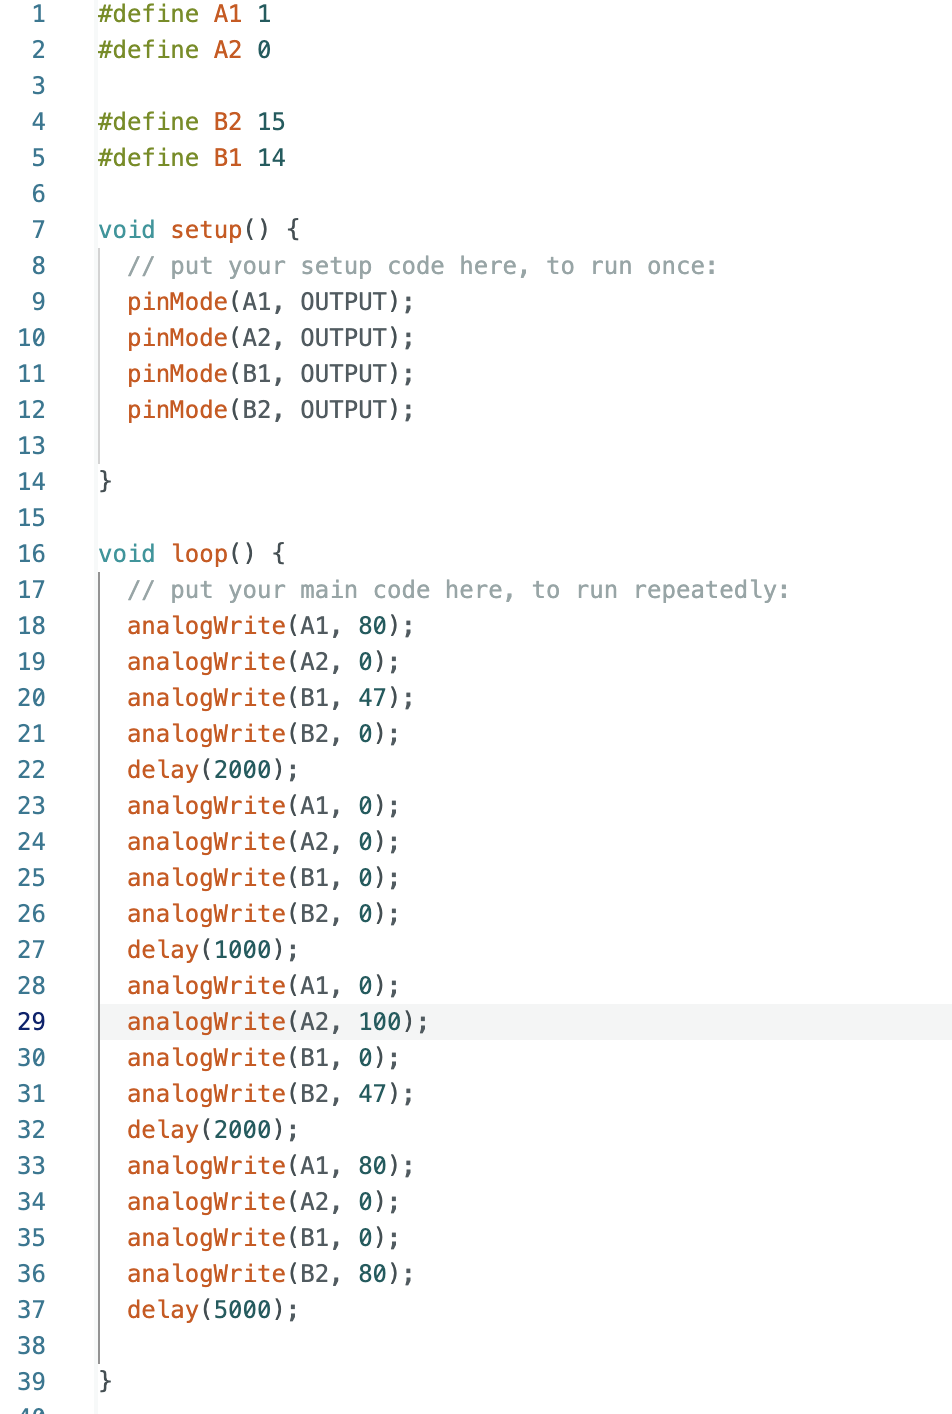 1 #define A1 1
2 #define A2 0
3
4 #define B2 15
5 #define B1 14
6
7 void setup() {
8   // put your setup code here, to run once:
9   pinMode(A1, OUTPUT);
10   pinMode(A2, OUTPUT);
11   pinMode(B1, OUTPUT);
12   pinMode(B2, OUTPUT);
13
14 }
15
16 void loop() {
17   // put your main code here, to run repeatedly:
18   analogWrite(A1, 80);
19   analogWrite(A2, 0);
20   analogWrite(B1, 47);
21   analogWrite(B2, 0);
22   delay(2000);
23   analogWrite(A1, 0);
24   analogWrite(A2, 0);
25   analogWrite(B1, 0);
26   analogWrite(B2, 0);
27   delay(1000);
28   analogWrite(A1, 0);
29   analogWrite(A2, 100);
30   analogWrite(B1, 0);
31   analogWrite(B2, 47);
32   delay(2000);
33   analogWrite(A1, 80);
34   analogWrite(A2, 0);
35   analogWrite(B1, 0);
36   analogWrite(B2, 80);
37   delay(5000);
38
39 }
40